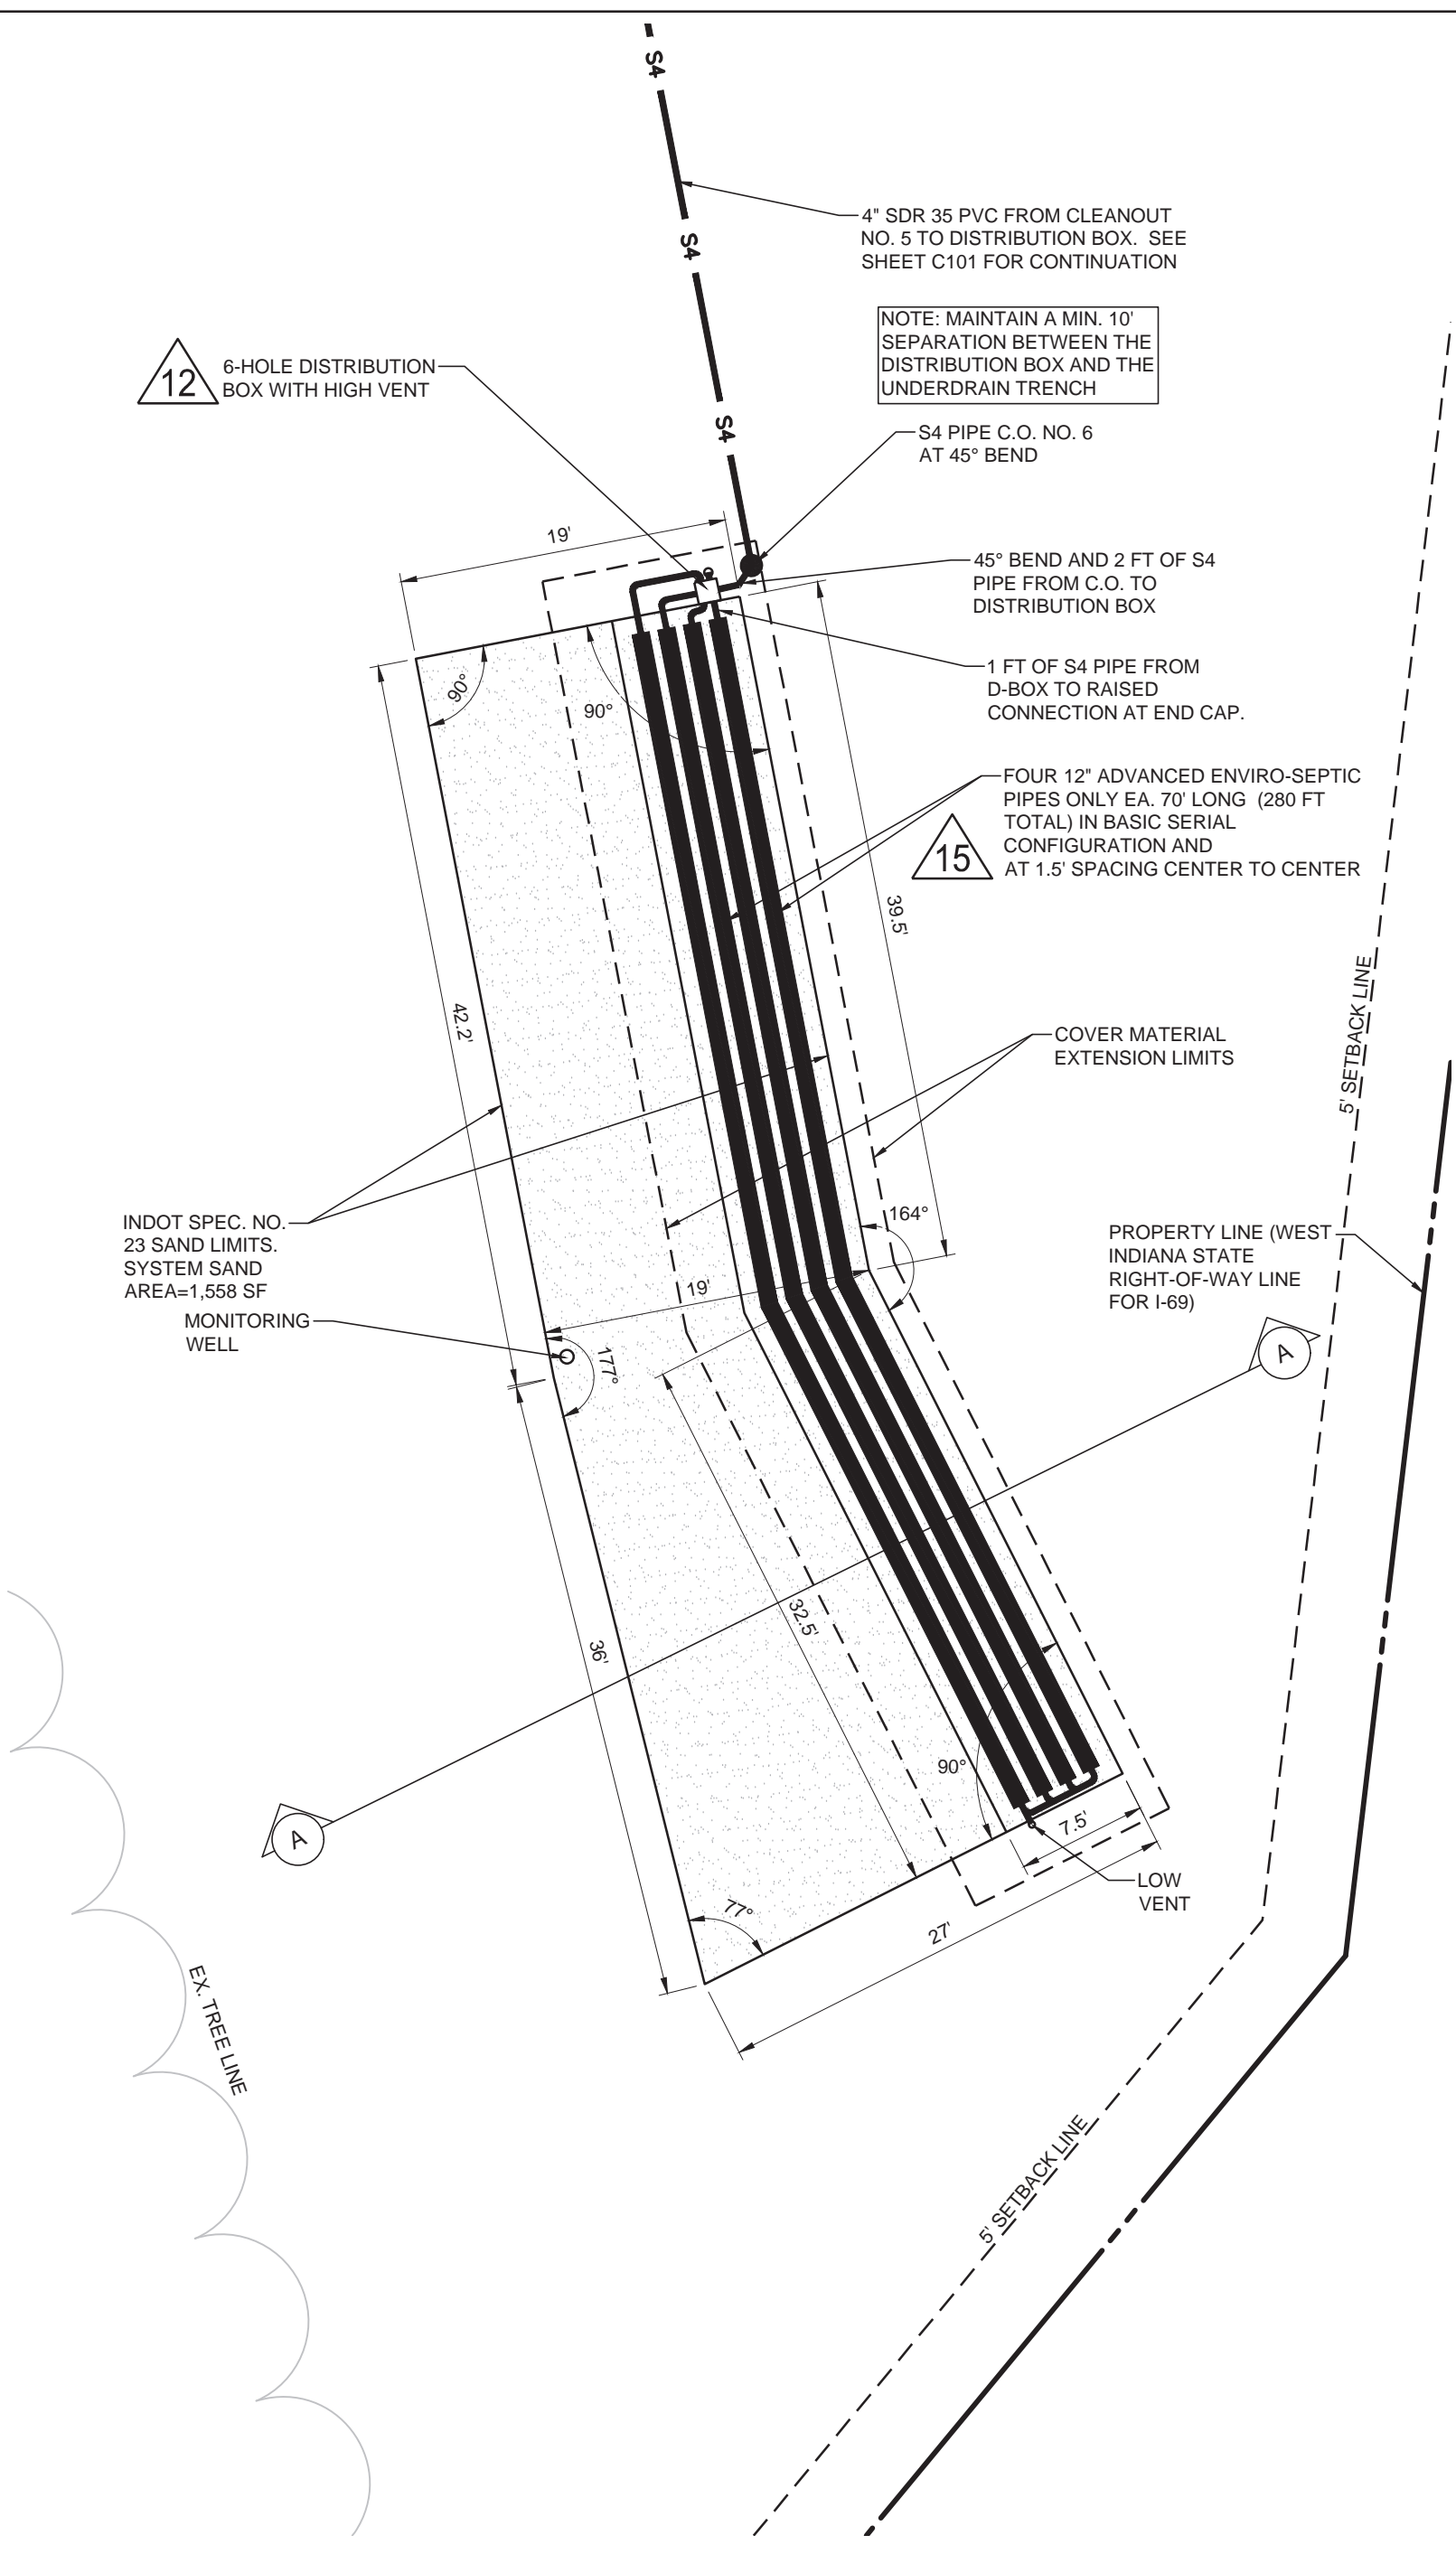 S4
4" SDR 35 PVC FROM CLEANOUT
NO. 5 TO DISTRIBUTION BOX.  SEE
SHEET C101 FOR CONTINUATION
S4
NOTE: MAINTAIN A MIN. 10'
SEPARATION BETWEEN THE
DISTRIBUTION BOX AND THE
UNDERDRAIN TRENCH
12
6-HOLE DISTRIBUTION
BOX WITH HIGH VENT
S4
S4 PIPE C.O. NO. 6
AT 45° BEND
19'
45° BEND AND 2 FT OF S4
PIPE FROM C.O. TO
DISTRIBUTION BOX
1 FT OF S4 PIPE FROM
D-BOX TO RAISED
CONNECTION AT END CAP.
90°
90°
FOUR 12" ADVANCED ENVIRO-SEPTIC
PIPES ONLY EA. 70' LONG  (280 FT
TOTAL) IN BASIC SERIAL
CONFIGURATION AND
AT 1.5' SPACING CENTER TO CENTER
15
39.5'
42.2'
5' SETBACK LINE
COVER MATERIAL
EXTENSION LIMITS
INDOT SPEC. NO.
23 SAND LIMITS.
SYSTEM SAND
AREA=1,558 SF
164°
PROPERTY LINE (WEST
INDIANA STATE
RIGHT-OF-WAY LINE
FOR I-69)
19'
MONITORING
WELL
177°
A
32.5'
36'
90°
7.5'
A
LOW
VENT
77°
27'
EX. TREE LINE
5' SETBACK LINE